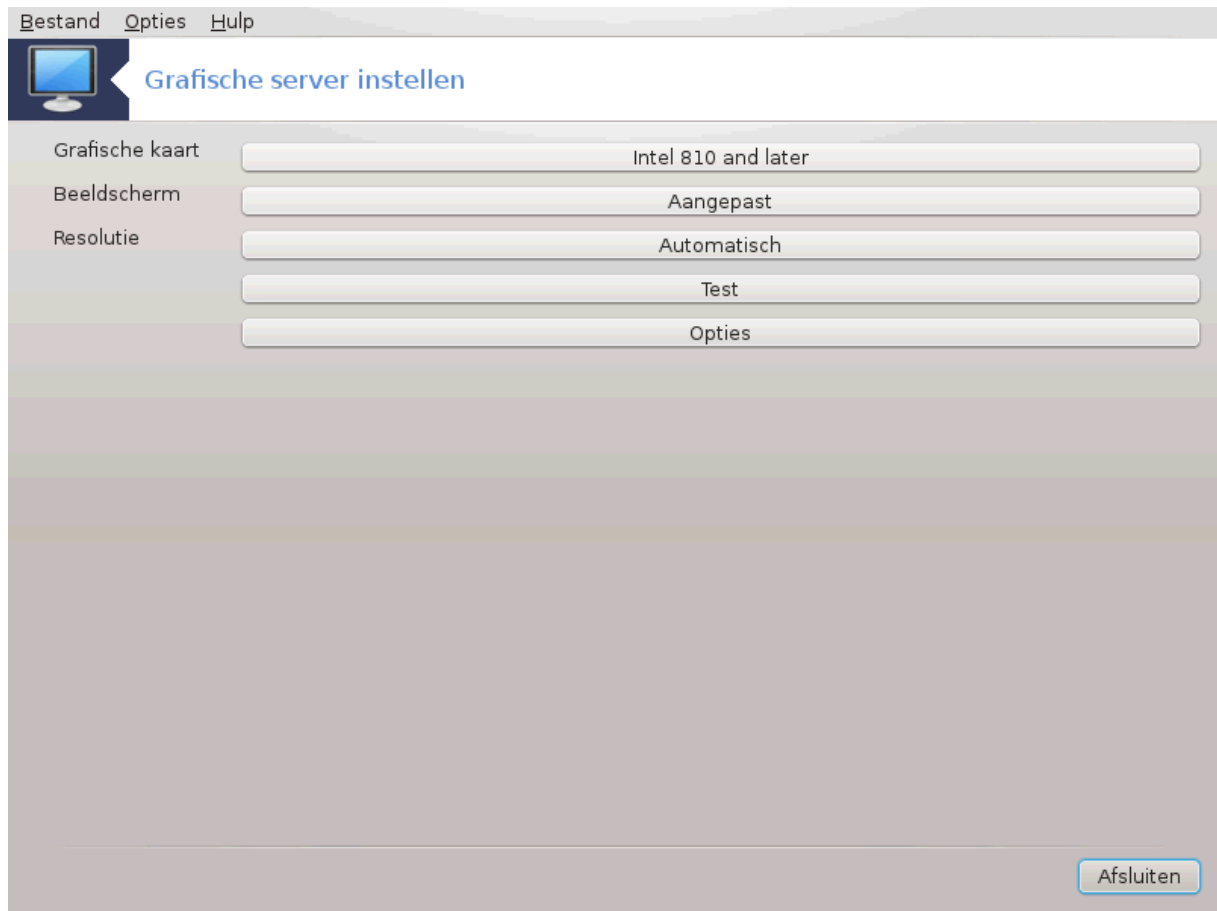 Bestand Opties Hulp
Grafische server instellen
Grafische kaart Intel 810 and later
Beeldscherm Aangepast
Resolutie Automatisch
Test
Opties
Afsluiten